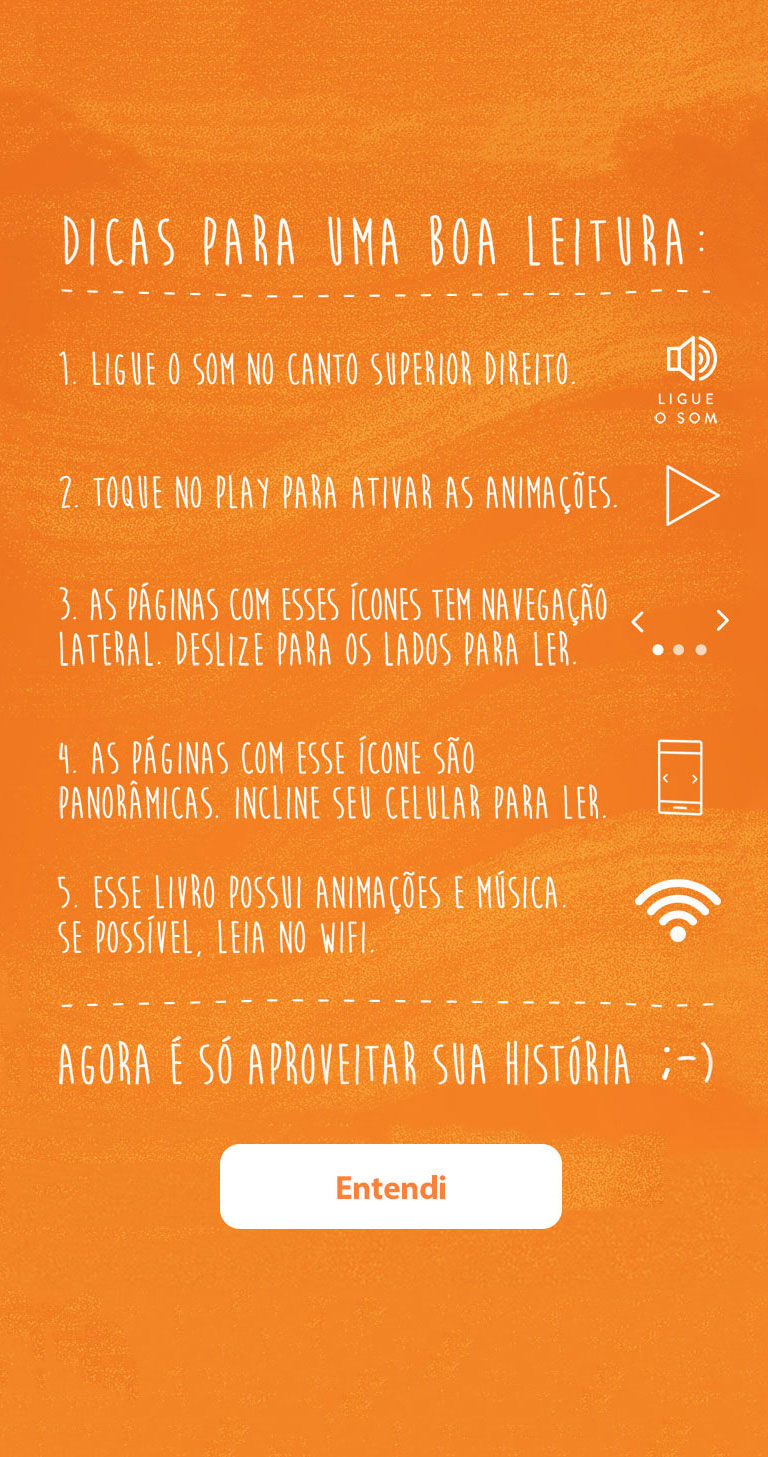 DICAS PARA UMA BOA LEITURA:
1. LIGUE O SOM NO CANTO SUPERIOR DIREITO.
LIGUE
O SOM
2. TOQUE NO PLAY PARA ATIVAR AS ANIMAÇÕES.
3. AS PÁGINAS COM ESSES ÍCONES TEM NAVEGAÇÃO
LATERAL. DESLIZE PARA OS LADOS PARA LER.
4. AS PÁGINAS COM ESSE ÍCONE SÃO
PANORÂMICAS. INCLINE SEU CELULAR PARA LER.
5. ESSE LIVRO POSSUI ANIMAÇÕES E MÚSICA.
SE POSSÍVEL, LEIA NO WIFI.
AGORA É SÓ APROVEITAR SUA HISTÓRIA ;-)
Entendi